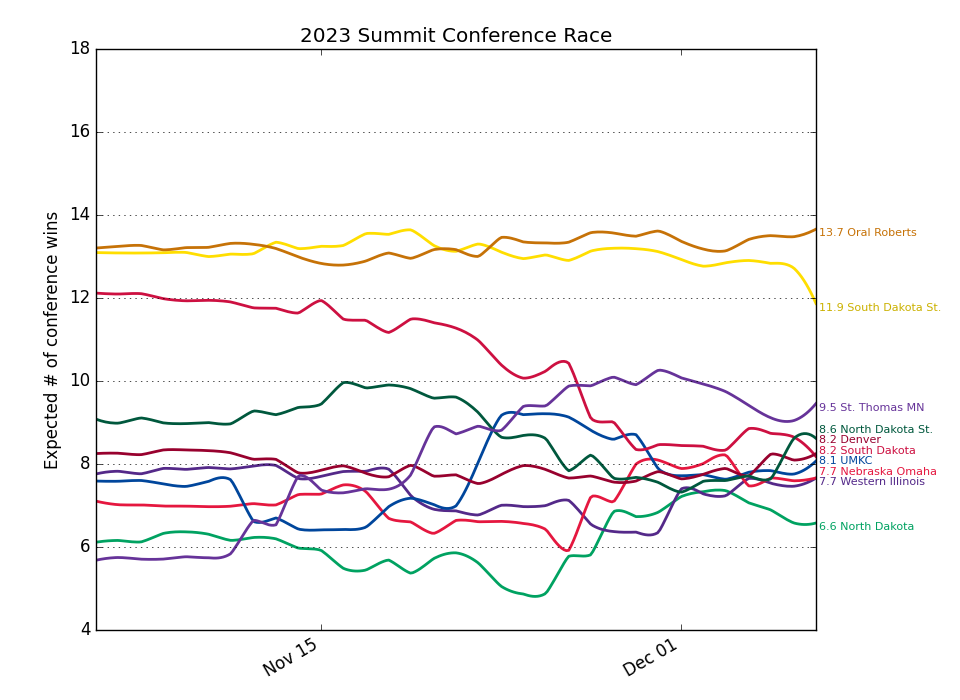 2023 Summit Conference Race
Expected # of conference wins
18
16
14
12
10
8
6
4
Nov 15
Dec 01
13.7 Oral Roberts
11.9 South Dakota St.
9.5 St. Thomas MN
8.6 North Dakota St.
8.2 Denver
8.2 South Dakota
8.1 UMKC
7.7 Nebraska Omaha
7.7 Western Illinois
6.6 North Dakota